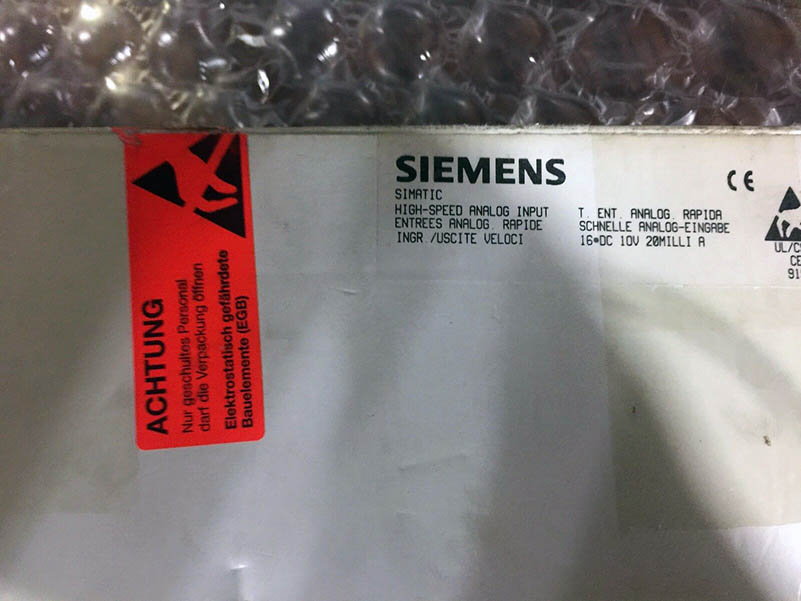 SIEMENS
SIMATIC
HIGH-SPEED ANALOG INPUT
ENTREES ANALOG. RAPIDE
INGR./USCITE VELOCI
T. ENT. ANALOG. RAPIDA
SCHNELLE ANALOG-EINGABE
16*DC 10V 20MILLI A
CE
ACHTUNG
Nur geschultes Personal
darf die Verpackung öffnen
Elektrostatisch gefährdete
Bauelemente (EGB)